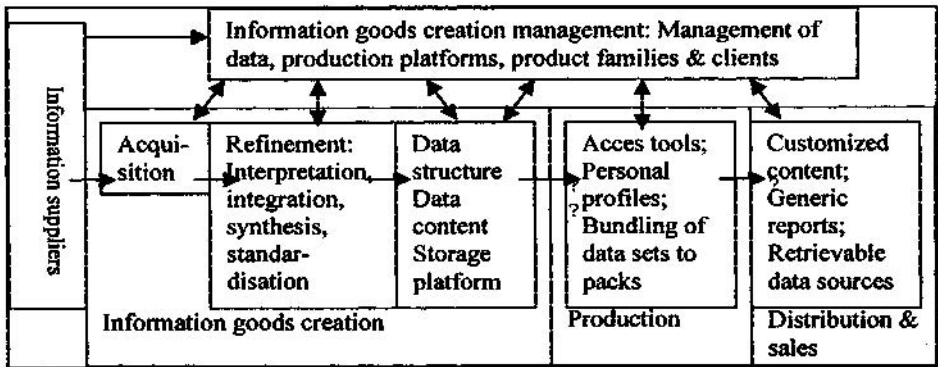 Information goods creation management: Management of
data, production platforms, product families & clients
Information suppliers
Acqui-
sition
Refinement:
Interpretation,
integration,
synthesis,
standar-
disation
Data
structure
Data
content
Storage
platform
Information goods creation
Acces tools;
Personal
profiles;
Bundling of
data sets to
packs
?
?
Production
Customized
content;
Generic
reports;
Retrievable
data sources
?
Distribution &
sales